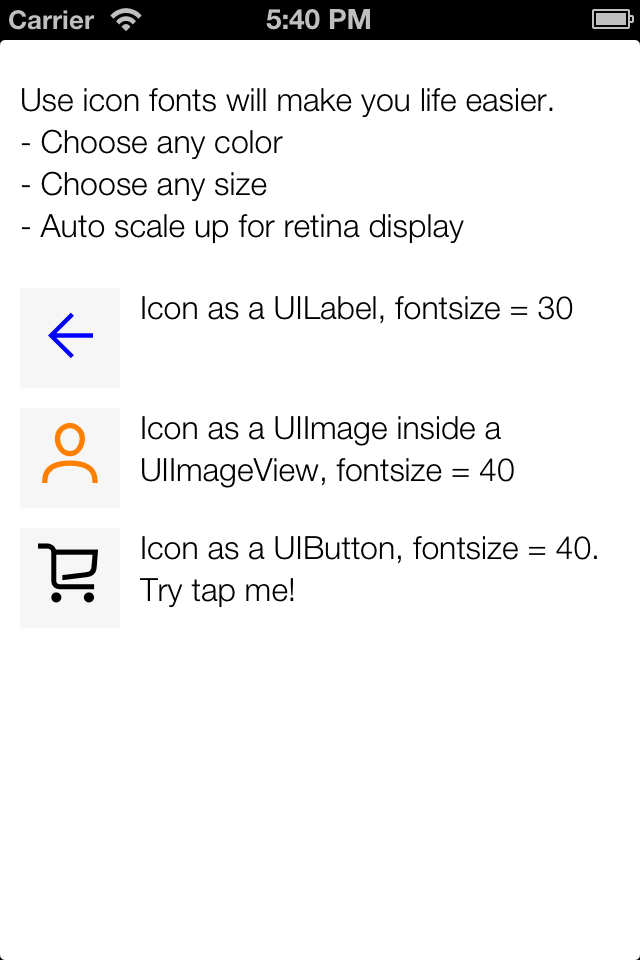 Carrier
5:40 PM
Use icon fonts will make you life easier.
- Choose any color
- Choose any size
- Auto scale up for retina display
Icon as a UILabel, fontsize = 30
Icon as a UIImage inside a
UIImageView, fontsize = 40
Icon as a UIButton, fontsize = 40.
Try tap me!